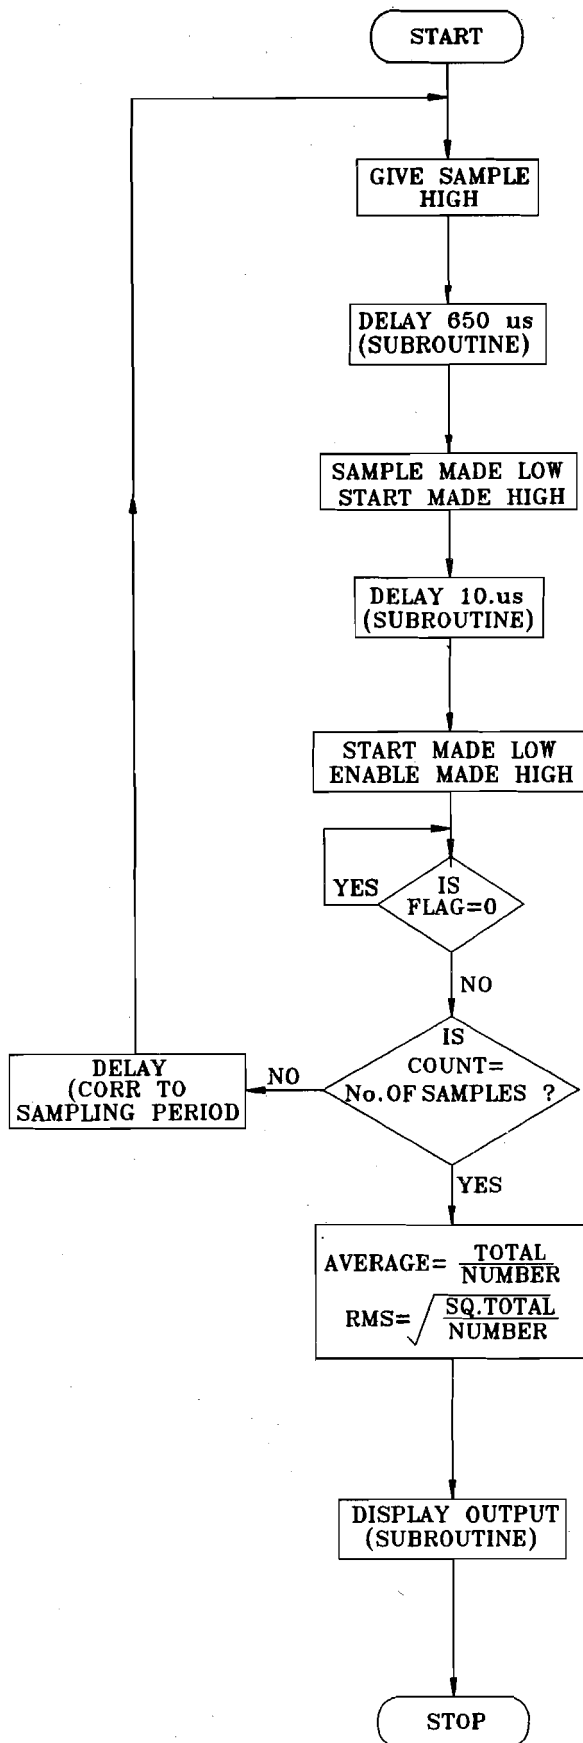 START
GIVE SAMPLE
HIGH
DELAY 650 us
(SUBROUTINE)
SAMPLE MADE LOW
START MADE HIGH
DELAY 10.us
(SUBROUTINE)
START MADE LOW
ENABLE MADE HIGH
YES
IS
FLAG=0
NO
IS
COUNT=
No.OF SAMPLES ?
NO
DELAY
(CORR TO
SAMPLING PERIOD
YES
AVERAGE= TOTAL
NUMBER
RMS= √ SQ.TOTAL
NUMBER
DISPLAY OUTPUT
(SUBROUTINE)
STOP